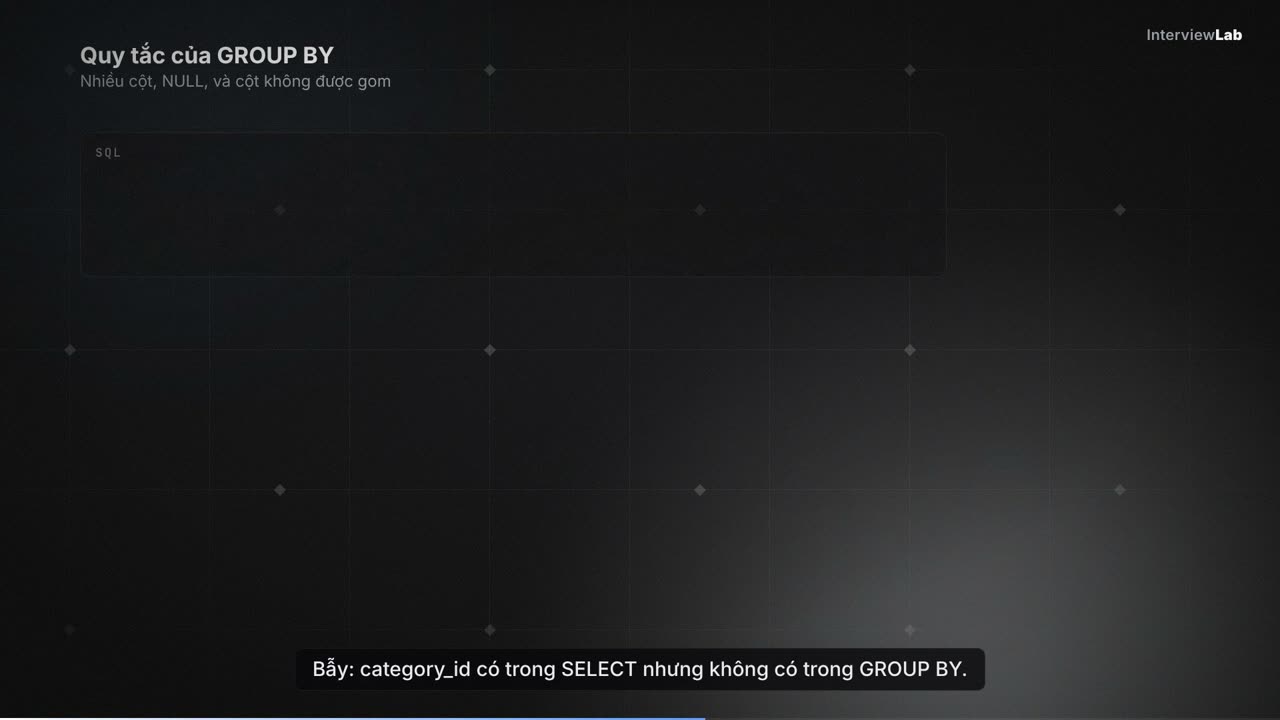 Quy tắc của GROUP BY
InterviewLab
Nhiều cột, NULL, và cột không được gom
SQL
Bẫy: category_id có trong SELECT nhưng không có trong GROUP BY.